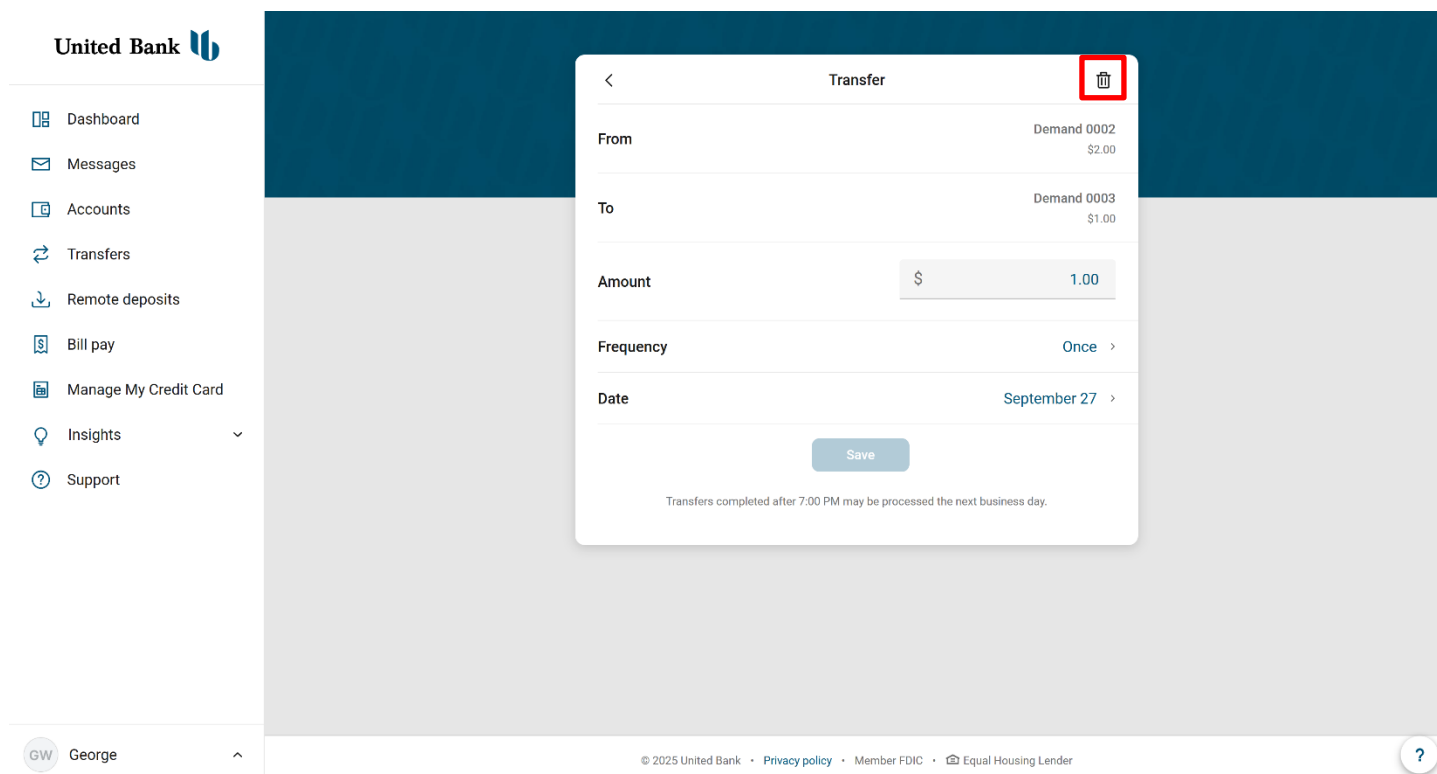 United Bank
Dashboard
Messages
Accounts
Transfers
Remote deposits
Bill pay
Manage My Credit Card
Insights
Support
GW George
Transfer
From Demand 0002
$2.00
To Demand 0003
$1.00
Amount $ 1.00
Frequency Once
Date September 27
Save
Transfers completed after 7:00 PM may be processed the next business day.
© 2025 United Bank • Privacy policy • Member FDIC • Equal Housing Lender
?